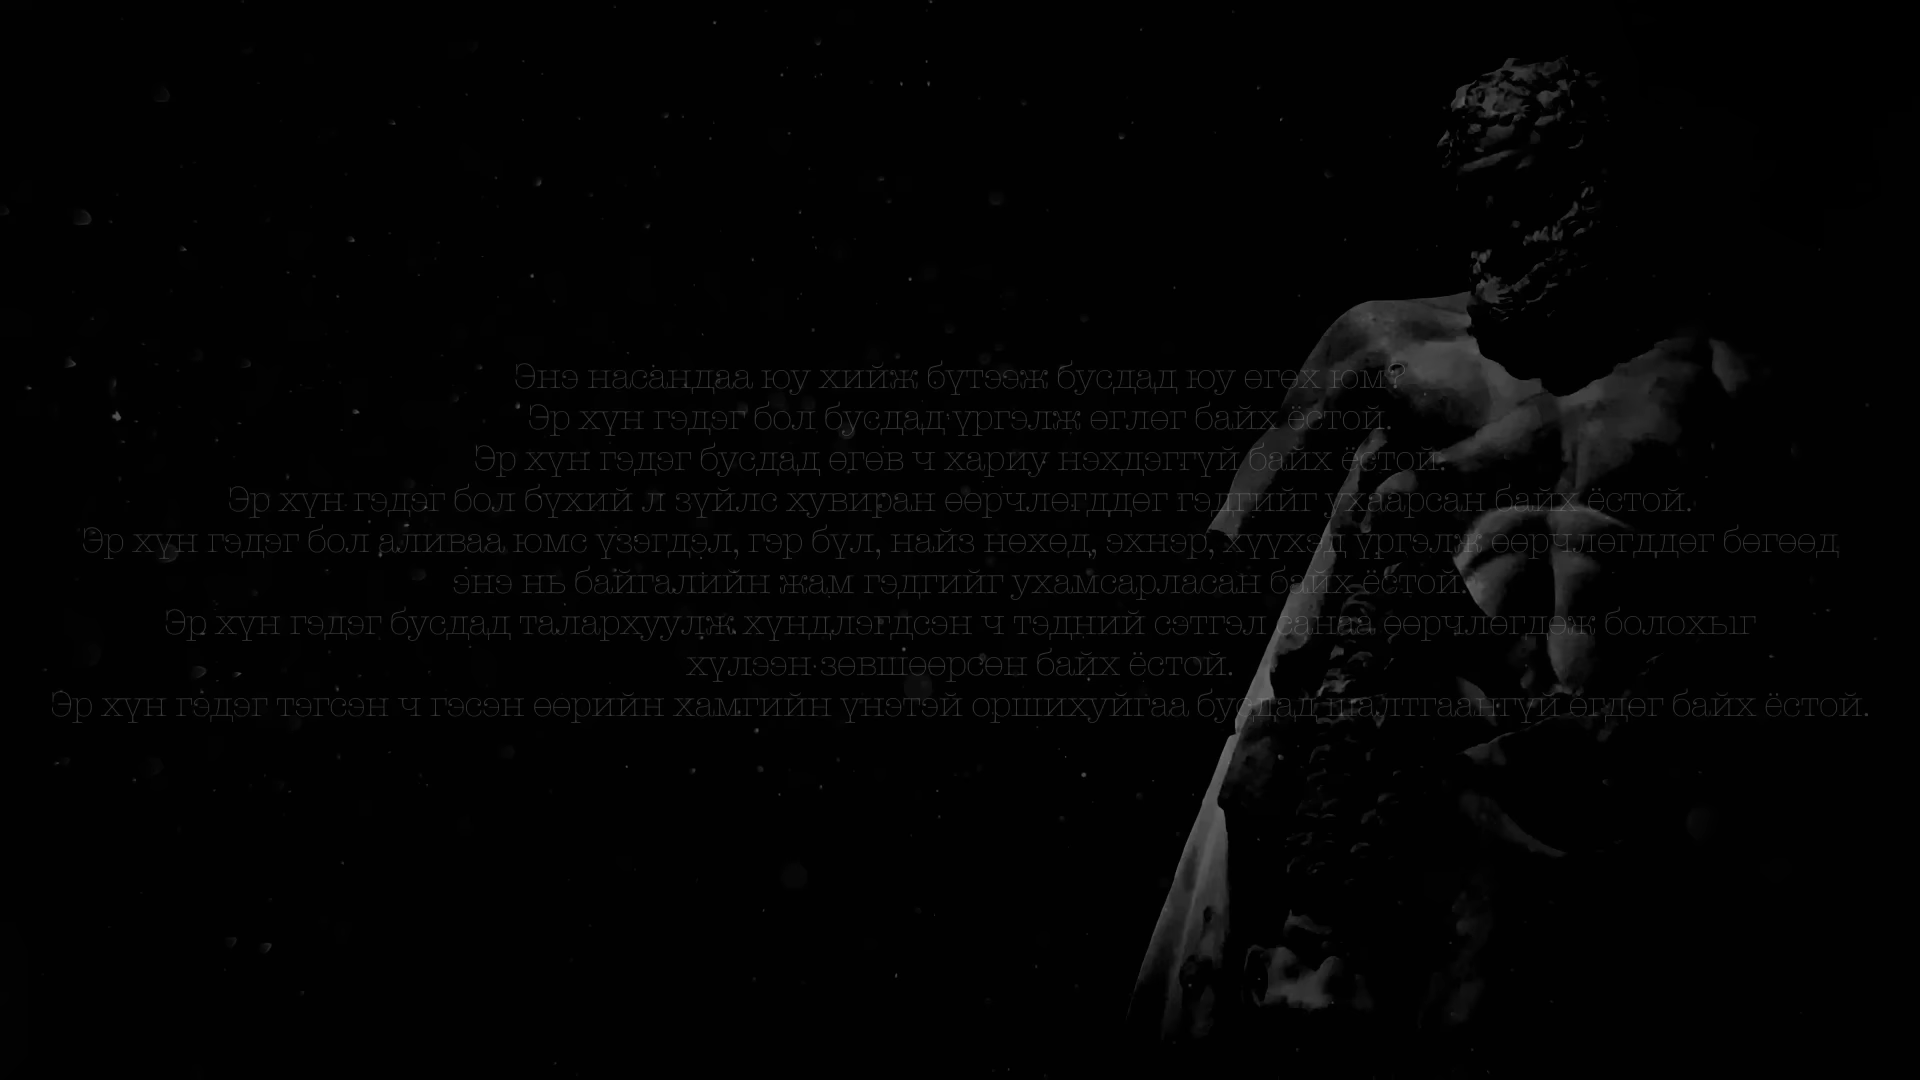 Энэ насандаа юу хийж бүтээж бусдад юу өгөх юм?
Эр хүн гэдэг бол бусдад үргэлж өглөг байх ёстой.
Эр хүн гэдэг бусдад өгөв ч хариу нэхдэггүй байх ёстой.
Эр хүн гэдэг бол бүхий л зүйлс хувиран өөрчлөгддөг гэдгийг ухаарсан байх ёстой.
Эр хүн гэдэг бол аливаа юмс үзэгдэл, гэр бүл, найз нөхөд, эхнэр, хүүхэд үргэлж өөрчлөгддөг бөгөөд
энэ нь байгалийн жам гэдгийг ухамсарласан байх ёстой.
Эр хүн гэдэг бусдад талархуулж хүндлэгдсэн ч тэдний сэтгэл санаа өөрчлөгдөж болохыг
хүлээн зөвшөөрсөн байх ёстой.
Эр хүн гэдэг тэгсэн ч гэсэн өөрийн хамгийн үнэтэй оршихуйгаа бусдад шалтгаангүй өгдөг байх ёстой.